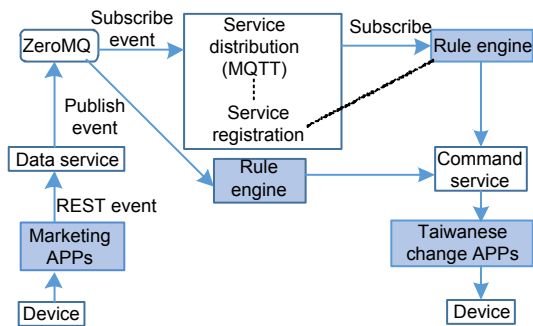 Subscribe
event
Service
distribution
(MQTT)
Subscribe
ZeroMQ
Rule engine
Publish
event
Service
registration
Data service
Rule
engine
Command
service
REST event
Marketing
APPs
Taiwanese
change APPs
Device
Device